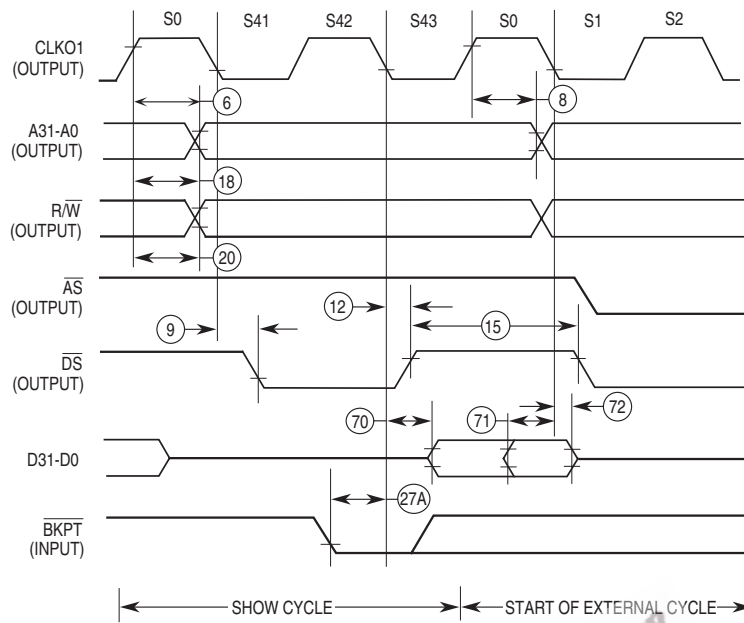 S0 S41 S42 S43 S0 S1 S2
CLKO1
(OUTPUT)
6
8
A31-A0
(OUTPUT)
18
R/W
(OUTPUT)
20
AS
(OUTPUT)
12
9
15
DS
(OUTPUT)
70
71
72
D31-D0
27A
BKPT
(INPUT)
SHOW CYCLE
START OF EXTERNAL CYCLE